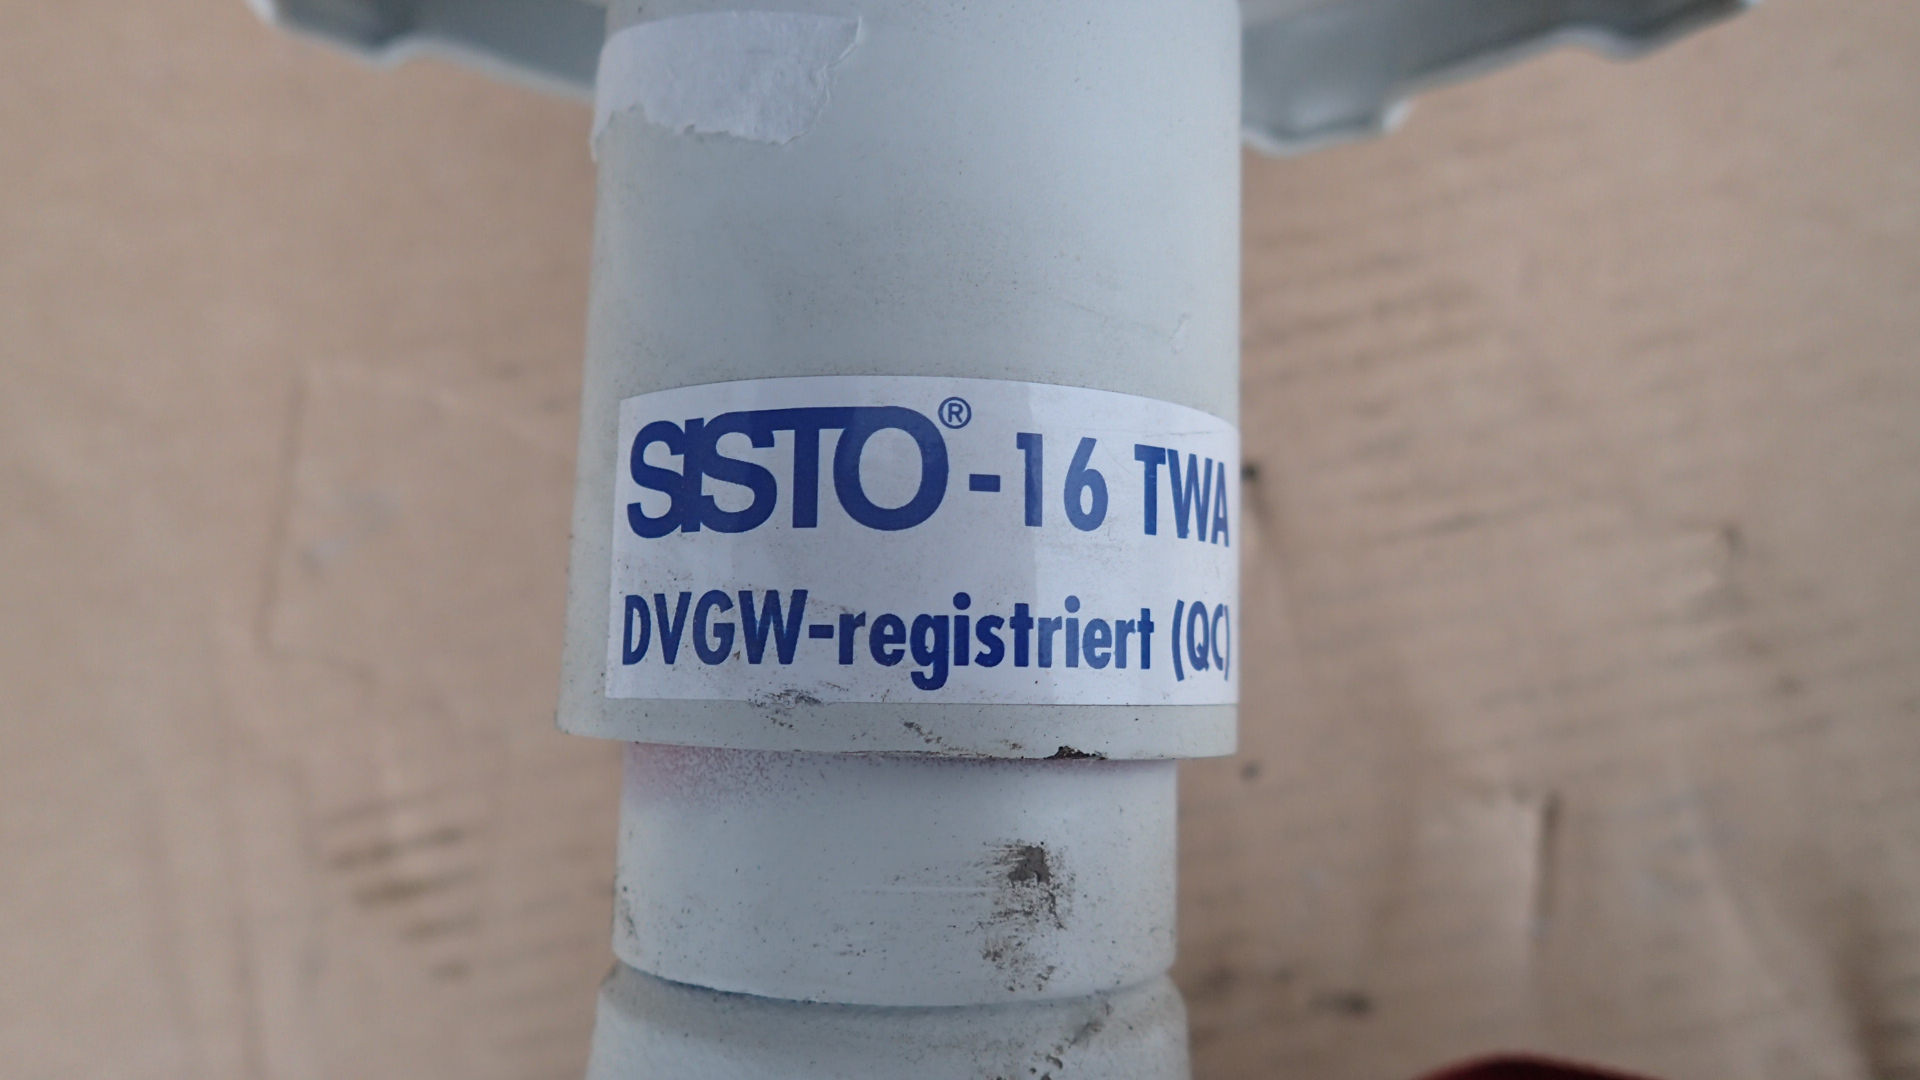 SISTO® -16 TWA
DVGW-registriert (QC)